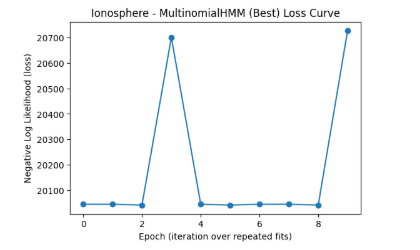 Ionosphere - MultinomialHMM (Best) Loss Curve
Negative Log Likelihood (loss)
20700
20600
20500
20400
20300
20200
20100
0 2 4 6 8
Epoch (iteration over repeated fits)